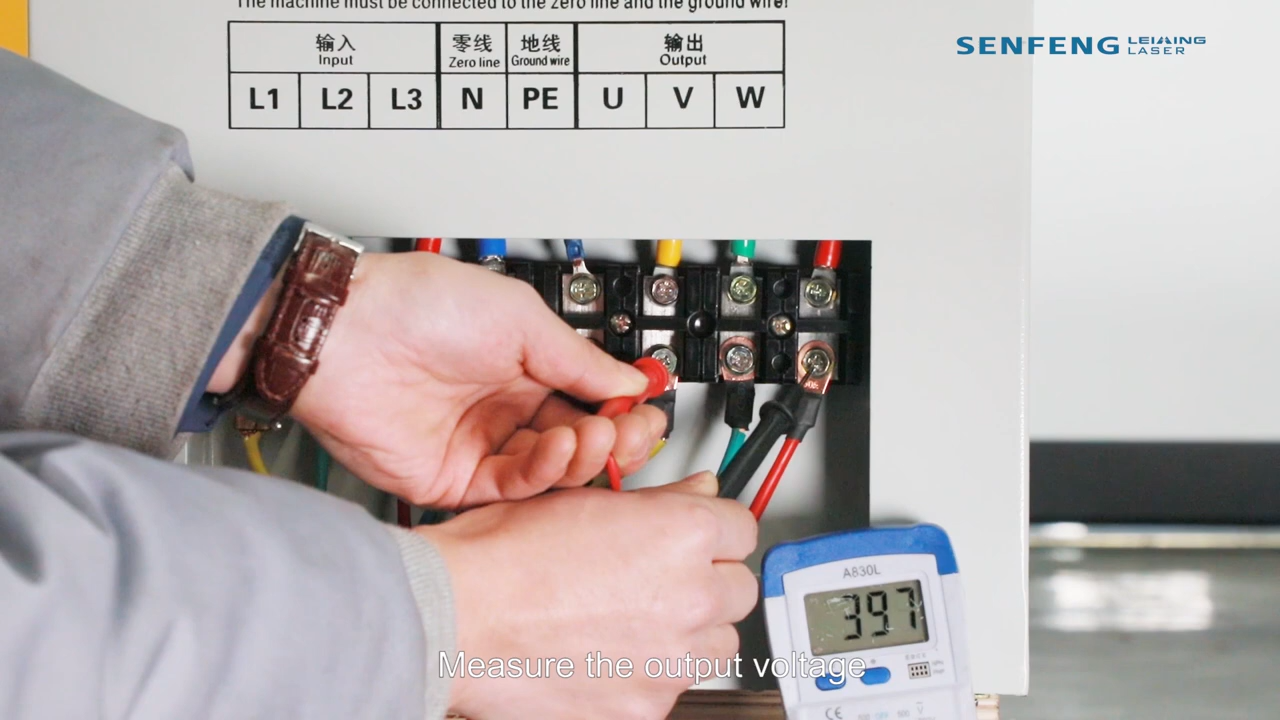 The machine must be connected to the zero line and the ground wire!
SENFENG LEIMING
LASER
输入 零线 地线 输出
Input Zero line Ground wire Output
L1 L2 L3 N PE U V W
A830L
397
Measure the output voltage
CE